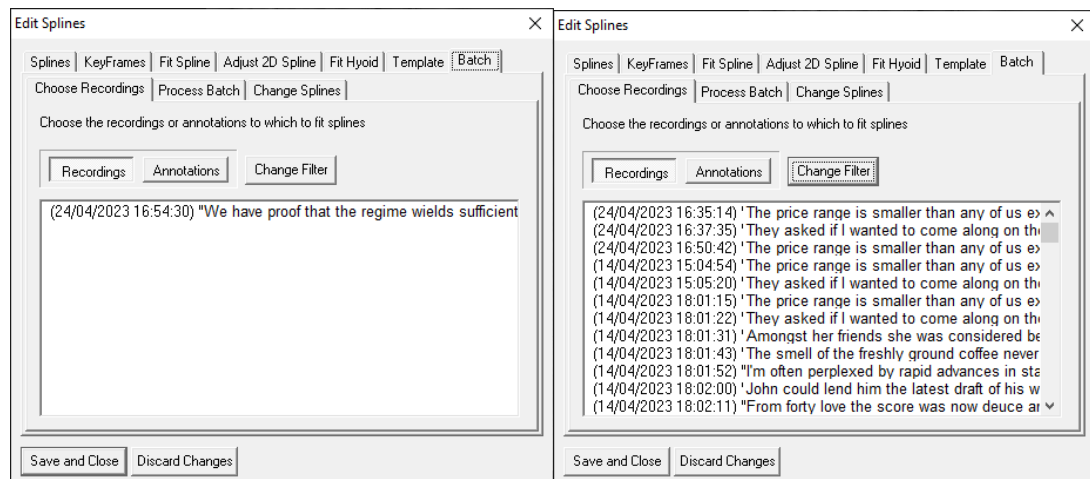 Edit Splines
Splines KeyFrames Fit Spline Adjust 2D Spline Fit Hyoid Template Batch
Choose Recordings Process Batch Change Splines
Choose the recordings or annotations to which to fit splines
Recordings Annotations Change Filter
(24/04/2023 16:54:30) "We have proof that the regime wields sufficient
Save and Close Discard Changes
Edit Splines
Splines KeyFrames Fit Spline Adjust 2D Spline Fit Hyoid Template Batch
Choose Recordings Process Batch Change Splines
Choose the recordings or annotations to which to fit splines
Recordings Annotations Change Filter
(24/04/2023 16:35:14) 'The price range is smaller than any of us ex
(24/04/2023 16:37:35) 'They asked if I wanted to come along on the
(24/04/2023 16:50:42) 'The price range is smaller than any of us ex
(14/04/2023 15:04:54) 'The price range is smaller than any of us ex
(14/04/2023 15:05:20) 'They asked if I wanted to come along on the
(14/04/2023 18:01:15) 'The price range is smaller than any of us ex
(14/04/2023 18:01:22) 'They asked if I wanted to come along on the
(14/04/2023 18:01:31) 'Amongst her friends she was considered be
(14/04/2023 18:01:43) 'The smell of the freshly ground coffee never
(14/04/2023 18:01:52) "I'm often perplexed by rapid advances in sta
(14/04/2023 18:02:00) 'John could lend him the latest draft of his w
(14/04/2023 18:02:11) "From forty love the score was now deuce ar
Save and Close Discard Changes